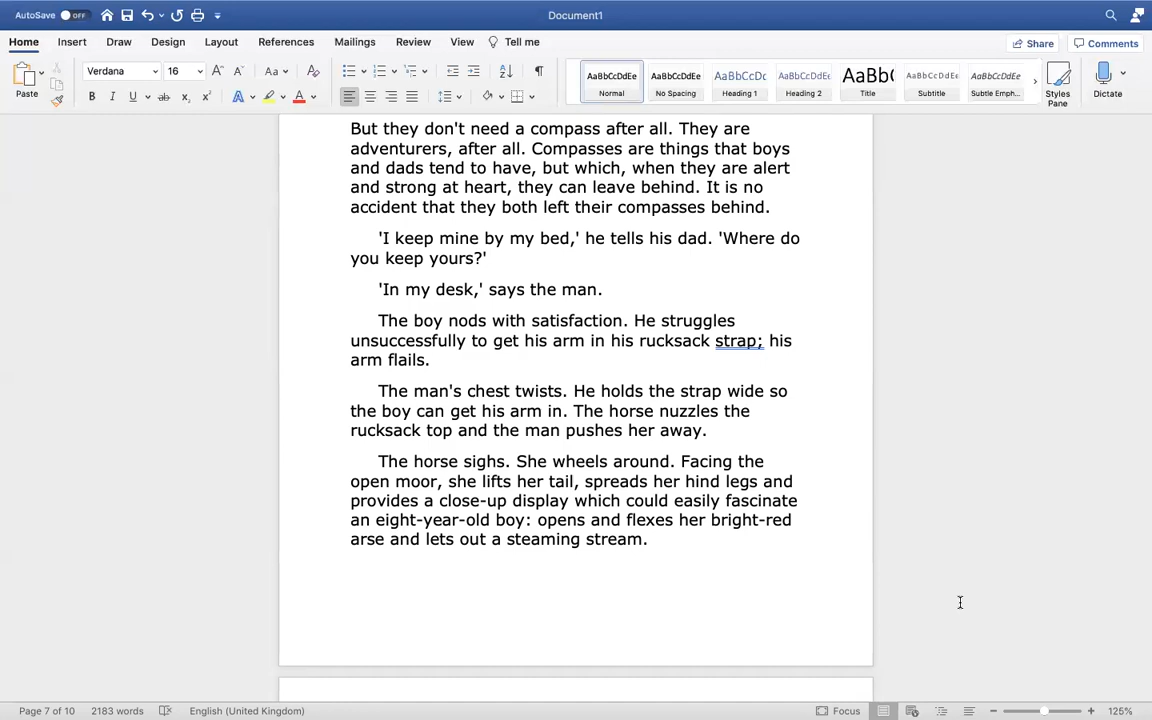 AutoSave OFF Document1
Home Insert Draw Design Layout References Mailings Review View Tell me Share Comments
Paste Verdana 16 A A Aa A Z ¶ AaBbCcDdEe AaBbCcDdEe AaBbCcDc AaBbCcDdEe AaBb( AaBbCcDdEe AaBbCcDdEe
B I U ab x₂ x² A A Normal No Spacing Heading 1 Heading 2 Title Subtitle Subtle Emph... Styles Pane Dictate
But they don't need a compass after all. They are
adventurers, after all. Compasses are things that boys
and dads tend to have, but which, when they are alert
and strong at heart, they can leave behind. It is no
accident that they both left their compasses behind.
'I keep mine by my bed,' he tells his dad. 'Where do
you keep yours?'
'In my desk,' says the man.
The boy nods with satisfaction. He struggles
unsuccessfully to get his arm in his rucksack strap; his
arm flails.
The man's chest twists. He holds the strap wide so
the boy can get his arm in. The horse nuzzles the
rucksack top and the man pushes her away.
The horse sighs. She wheels around. Facing the
open moor, she lifts her tail, spreads her hind legs and
provides a close-up display which could easily fascinate
an eight-year-old boy: opens and flexes her bright-red
arse and lets out a steaming stream.
Page 7 of 10 2183 words English (United Kingdom) Focus 125%